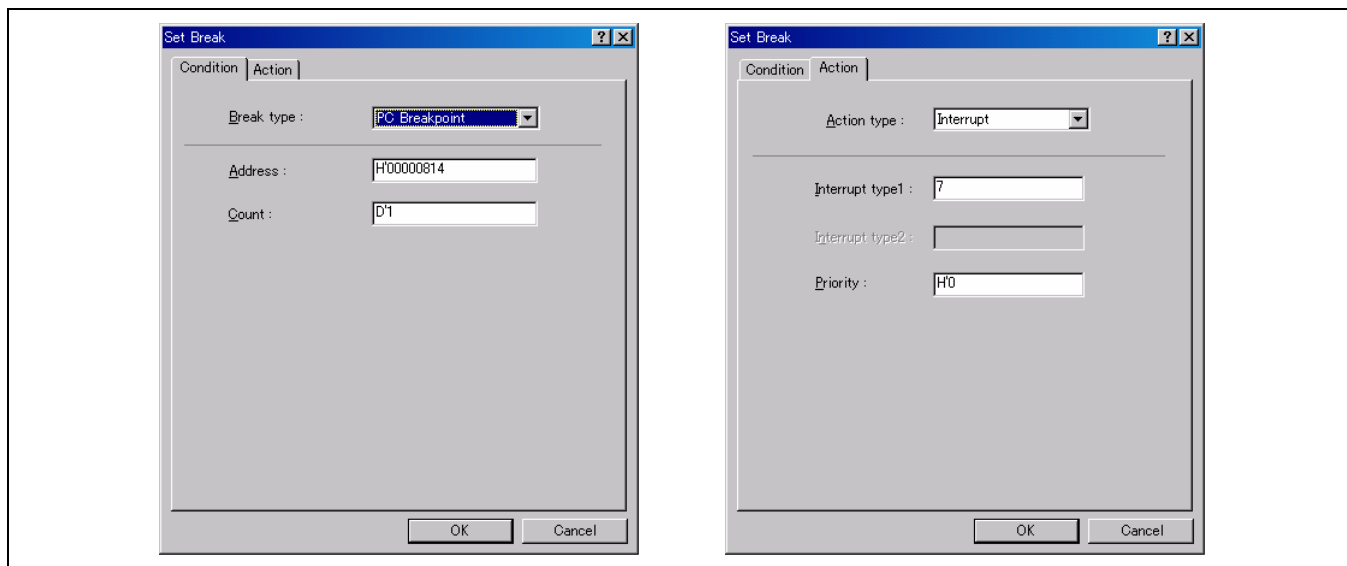 Set Break
Condition
Action
Break type :
PC Breakpoint
Address :
H'00000814
Count :
D'1
OK
Cancel
Set Break
Condition
Action
Action type :
Interrupt
Interrupt type1 :
7
Interrupt type2 :
Priority :
H'0
OK
Cancel